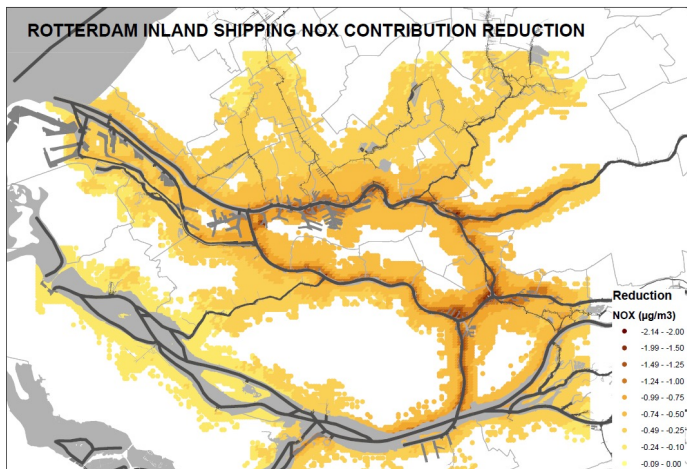 ROTTERDAM INLAND SHIPPING NOX CONTRIBUTION REDUCTION
Reduction
NOX (µg/m3)
-2.14 - -2.00
-1.99 - -1.50
-1.49 - -1.25
-1.24 - -1.00
-0.99 - -0.75
-0.74 - -0.50
-0.49 - -0.25
-0.24 - -0.10
-0.09 - 0.00